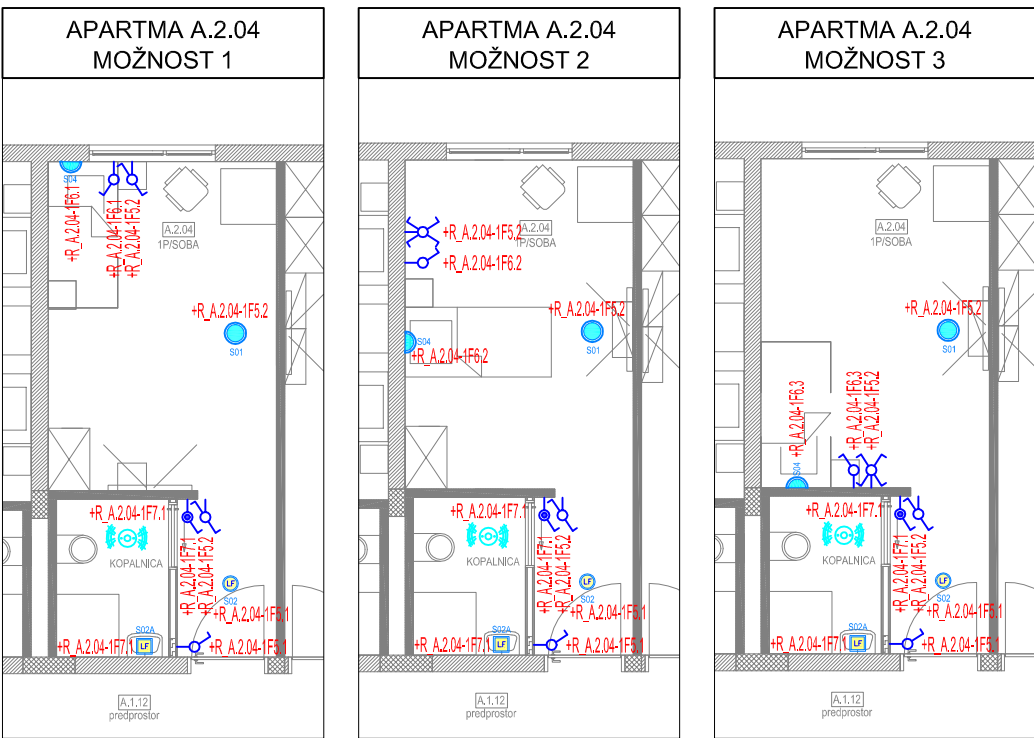 APARTMA A.2.04
MOŽNOST 1
S04
+R_A.2.04-1F6.1
+R_A.2.04-1F6.1
+R_A.2.04-1F5.2
A.2.04
1P/SOBA
+R_A.2.04-1F5.2
S01
+R_A.2.04-1F7.1
KOPALNICA
+R_A.2.04-1F7.1
+R_A.2.04-1F5.2
LF
S02
+R_A.2.04-1F5.1
S02A
+R_A.2.04-1F7.1
LF
+R_A.2.04-1F5.1
A.1.12
predprostor
APARTMA A.2.04
MOŽNOST 2
A.2.04
+R_A.2.04-1F5.2
1P/SOBA
+R_A.2.04-1F6.2
+R_A.2.04-1F5.2
S04
S01
+R_A.2.04-1F6.2
+R_A.2.04-1F7.1
KOPALNICA
+R_A.2.04-1F7.1
+R_A.2.04-1F5.2
LF
S02
+R_A.2.04-1F5.1
S02A
+R_A.2.04-1F7.1
LF
+R_A.2.04-1F5.1
A.1.12
predprostor
APARTMA A.2.04
MOŽNOST 3
A.2.04
1P/SOBA
+R_A.2.04-1F5.2
S01
+R_A.2.04-1F6.3
+R_A.2.04-1F6.3
+R_A.2.04-1F5.2
S04
+R_A.2.04-1F7.1
KOPALNICA
+R_A.2.04-1F7.1
+R_A.2.04-1F5.2
LF
S02
+R_A.2.04-1F5.1
S02A
+R_A.2.04-1F7.1
LF
+R_A.2.04-1F5.1
A.1.12
predprostor